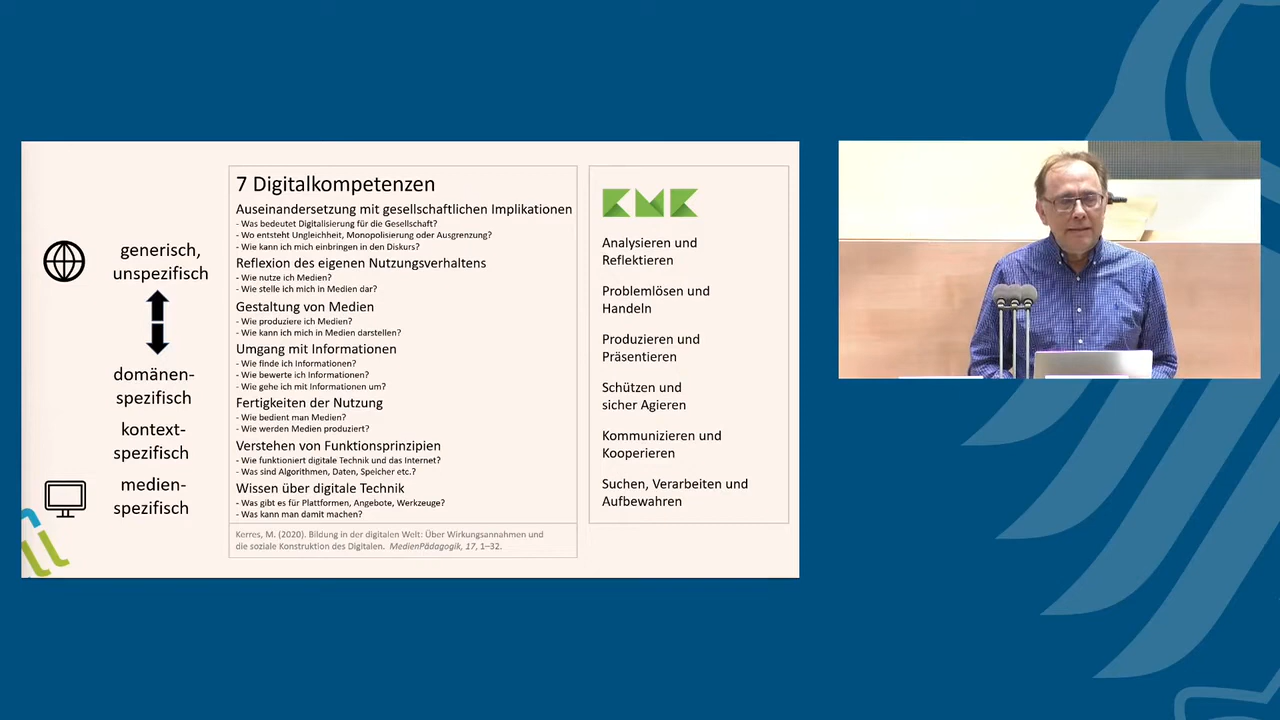 generisch,
unspezifisch
domänen-
spezifisch
kontext-
spezifisch
medien-
spezifisch
7 Digitalkompetenzen
Auseinandersetzung mit gesellschaftlichen Implikationen
- Was bedeutet Digitalisierung für die Gesellschaft?
- Wo entsteht Ungleichheit, Monopolisierung oder Ausgrenzung?
- Wie kann ich mich einbringen in den Diskurs?
Reflexion des eigenen Nutzungsverhaltens
- Wie nutze ich Medien?
- Wie stelle ich mich in Medien dar?
Gestaltung von Medien
- Wie produziere ich Medien?
- Wie kann ich mich in Medien darstellen?
Umgang mit Informationen
- Wie finde ich Informationen?
- Wie bewerte ich Informationen?
- Wie gehe ich mit Informationen um?
Fertigkeiten der Nutzung
- Wie bedient man Medien?
- Wie werden Medien produziert?
Verstehen von Funktionsprinzipien
- Wie funktioniert digitale Technik und das Internet?
- Was sind Algorithmen, Daten, Speicher etc.?
Wissen über digitale Technik
- Was gibt es für Plattformen, Angebote, Werkzeuge?
- Was kann man damit machen?
Kerres, M. (2020). Bildung in der digitalen Welt: Über Wirkungsannahmen und
die soziale Konstruktion des Digitalen. MedienPädagogik, 17, 1–32.
KMK
Analysieren und
Reflektieren
Problemlösen und
Handeln
Produzieren und
Präsentieren
Schützen und
sicher Agieren
Kommunizieren und
Kooperieren
Suchen, Verarbeiten und
Aufbewahren